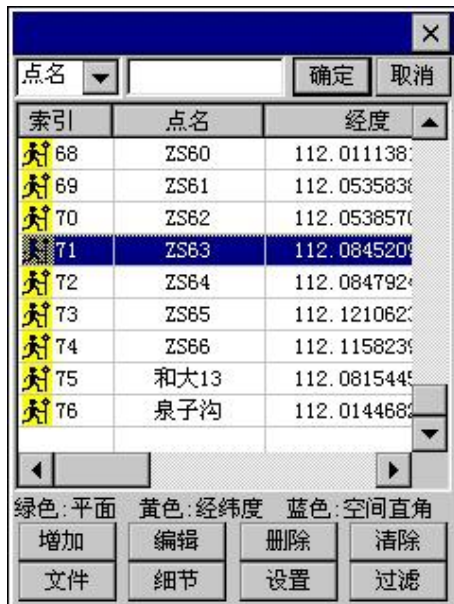 点名 确定 取消
索引 点名 经度
68 ZS60 112.0111381
69 ZS61 112.0535838
70 ZS62 112.053857
71 ZS63 112.0845209
72 ZS64 112.084792
73 ZS65 112.121062
74 ZS66 112.115823
75 和犬13 112.081544
76 泉子沟 112.014468
绿色:平面 黄色:经纬度 蓝色:空间直角
增加 编辑 删除 清除
文件 细节 设置 过滤